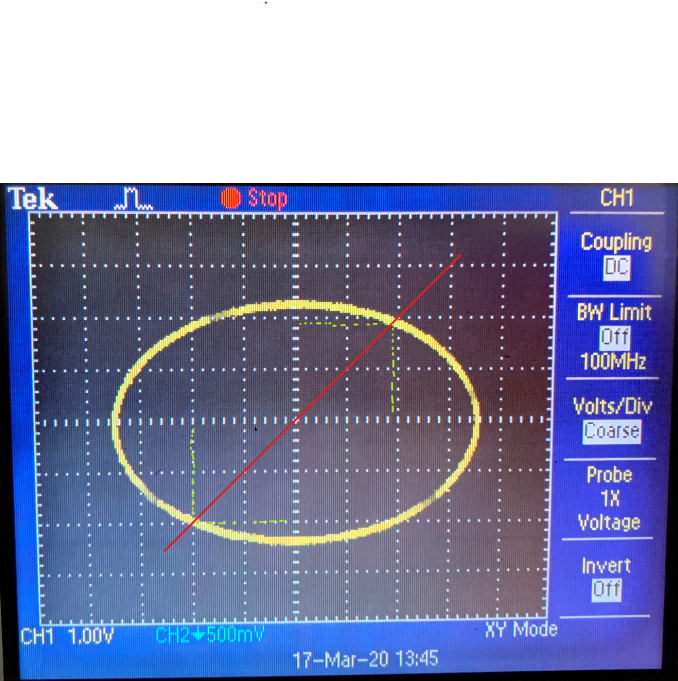 Tek Stop CH1
Coupling
DC
BW Limit
Off
100MHz
Volts/Div
Coarse
Probe
1X
Voltage
Invert
Off
CH1 1.00V CH2 500mV XY Mode
17-Mar-20 13:45